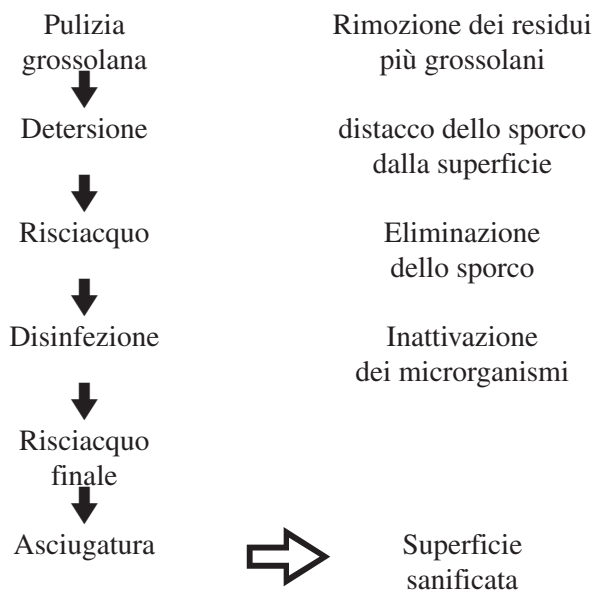 Pulizia
grossolana
Rimozione dei residui
più grossolani
Detersione
distacco dello sporco
dalla superficie
Risciacquo
Eliminazione
dello sporco
Disinfezione
Inattivazione
dei microrganismi
Risciacquo
finale
Asciugatura
Superficie
sanificata